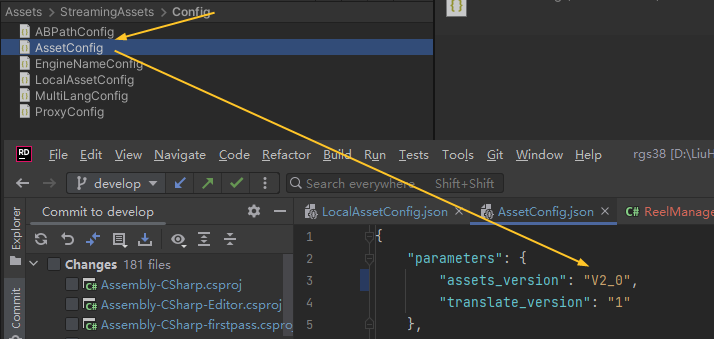 Assets > StreamingAssets > Config
ABPathConfig
AssetConfig
EngineNameConfig
LocalAssetConfig
MultiLangConfig
ProxyConfig
RD File Edit View Navigate Code Refactor Build Run Tests Tools Git Window Help rgs38 [D:\LiuH
develop Search everywhere Shift+Shift
Explorer
Commit
Commit to develop
Changes 181 files
Assembly-CSharp.csproj
Assembly-CSharp-Editor.csproj
Assembly-CSharp-firstpass.cspro
LocalAssetConfig.json AssetConfig.json ReelManage
1 {
2 "parameters": {
3 "assets_version": "V2_0",
4 "translate_version": "1"
5 },